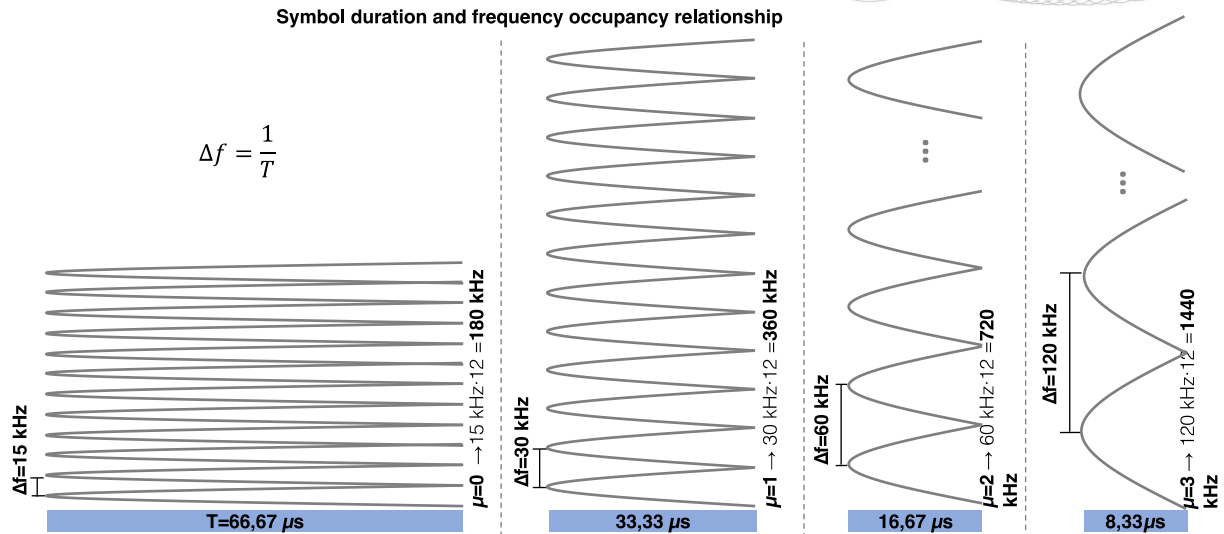 Symbol duration and frequency occupancy relationship
Δf = 1/T
Δf=15 kHz
μ=0 → 15 kHz·12 =180 kHz
T=66,67 μs
Δf=30 kHz
μ=1 → 30 kHz·12 =360 kHz
33,33 μs
Δf=60 kHz
μ=2 → 60 kHz·12 =720
kHz
16,67 μs
Δf=120 kHz
μ=3 → 120 kHz·12 =1440
kHz
8,33μs